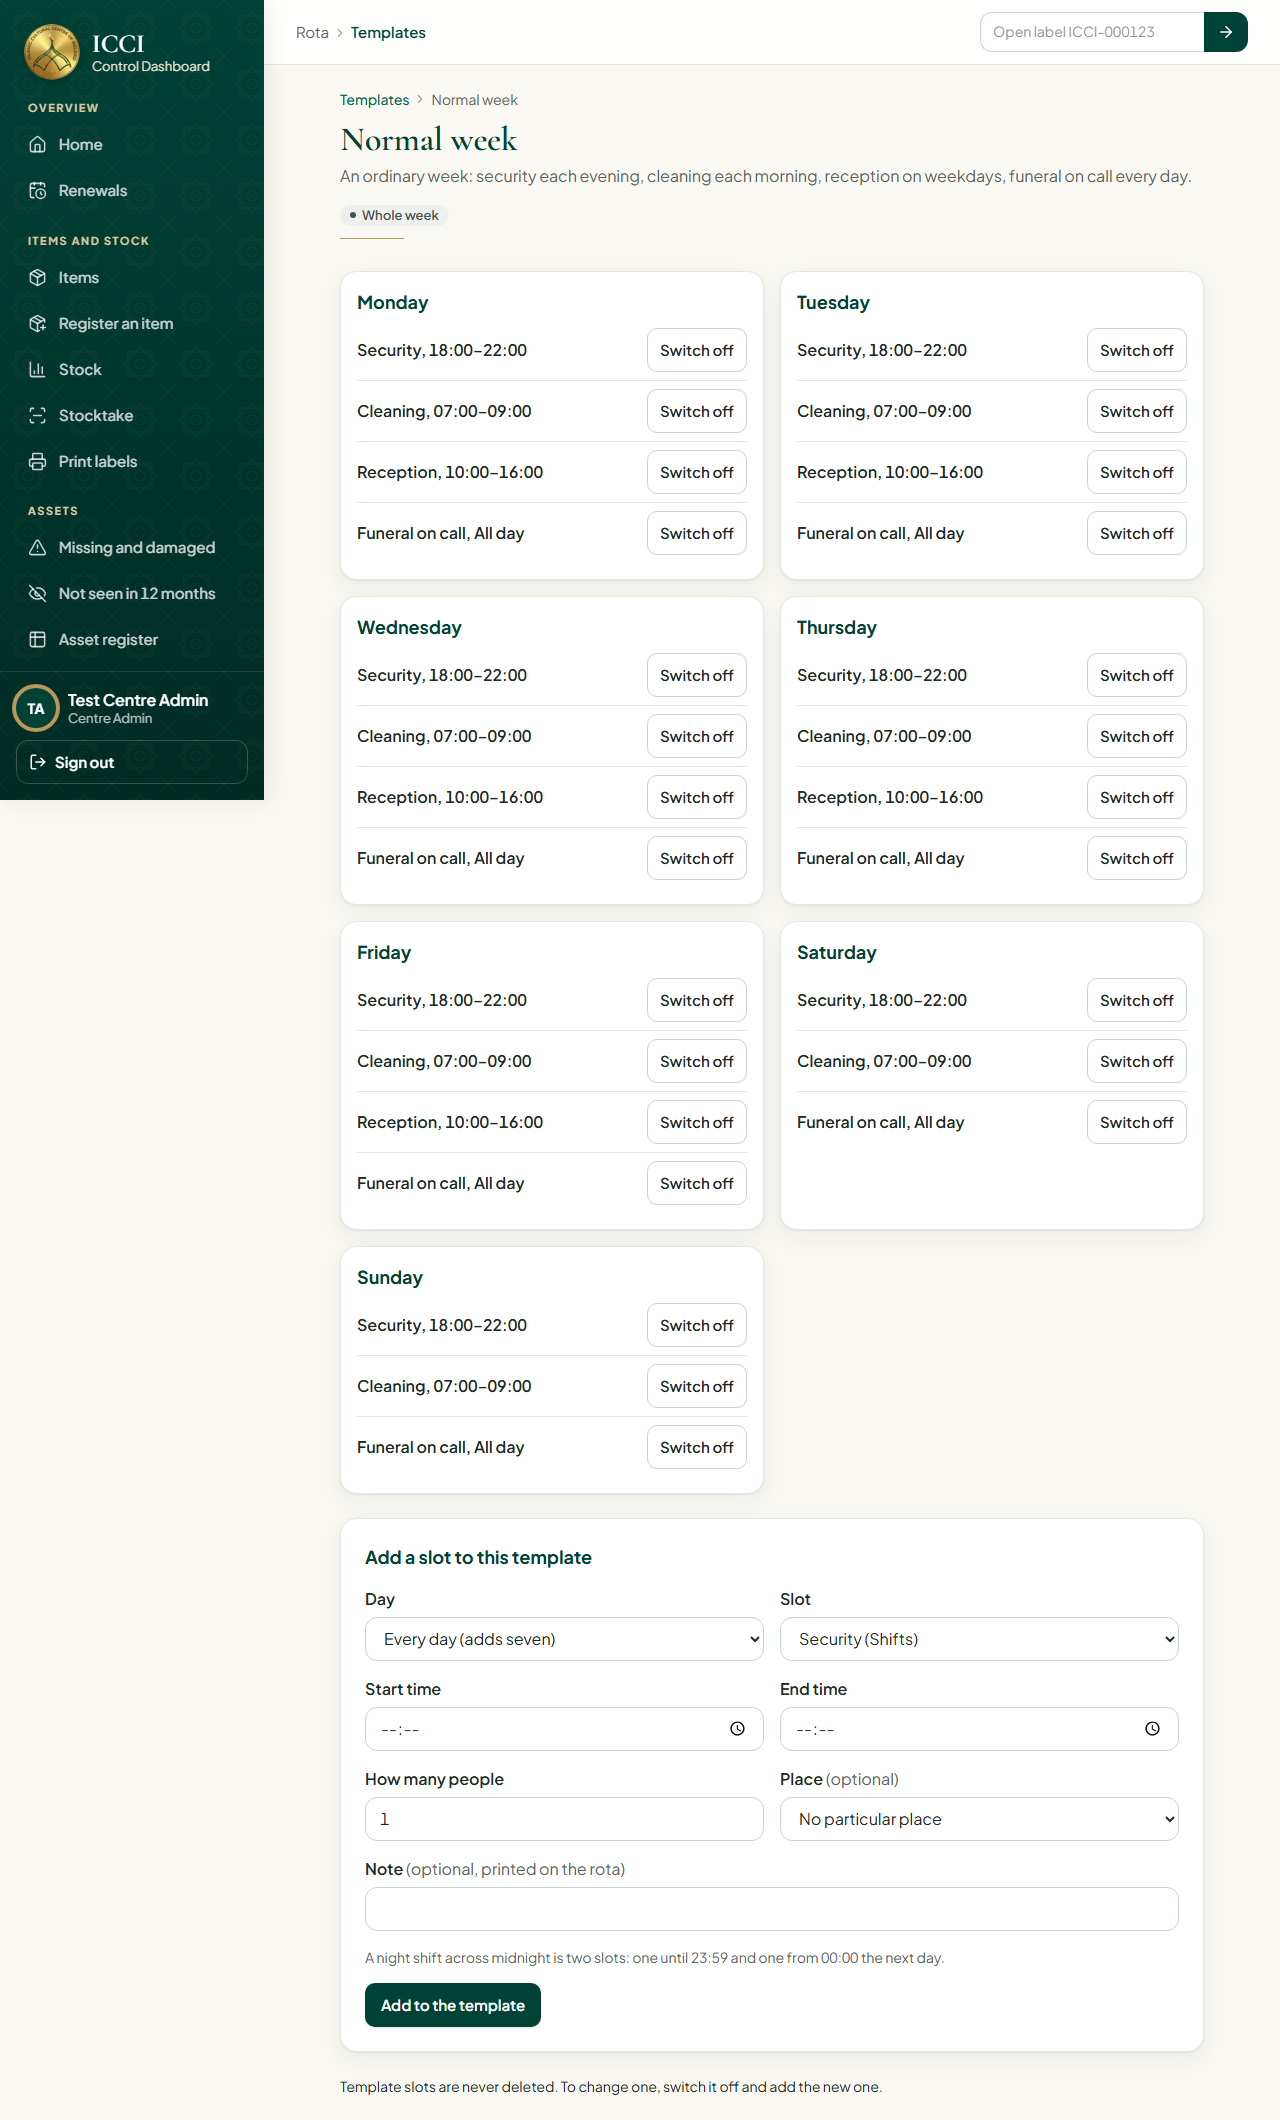 ICCI
Control Dashboard
OVERVIEW
Home
Renewals
ITEMS AND STOCK
Items
Register an item
Stock
Stocktake
Print labels
ASSETS
Missing and damaged
Not seen in 12 months
Asset register
TA
Test Centre Admin
Centre Admin
Sign out
Rota > Templates
Open label ICCI-000123
Templates > Normal week
Normal week
An ordinary week: security each evening, cleaning each morning, reception on weekdays, funeral on call every day.
Whole week
Monday
Security, 18:00–22:00 Switch off
Cleaning, 07:00–09:00 Switch off
Reception, 10:00–16:00 Switch off
Funeral on call, All day Switch off
Tuesday
Security, 18:00–22:00 Switch off
Cleaning, 07:00–09:00 Switch off
Reception, 10:00–16:00 Switch off
Funeral on call, All day Switch off
Wednesday
Security, 18:00–22:00 Switch off
Cleaning, 07:00–09:00 Switch off
Reception, 10:00–16:00 Switch off
Funeral on call, All day Switch off
Thursday
Security, 18:00–22:00 Switch off
Cleaning, 07:00–09:00 Switch off
Reception, 10:00–16:00 Switch off
Funeral on call, All day Switch off
Friday
Security, 18:00–22:00 Switch off
Cleaning, 07:00–09:00 Switch off
Reception, 10:00–16:00 Switch off
Funeral on call, All day Switch off
Saturday
Security, 18:00–22:00 Switch off
Cleaning, 07:00–09:00 Switch off
Funeral on call, All day Switch off
Sunday
Security, 18:00–22:00 Switch off
Cleaning, 07:00–09:00 Switch off
Funeral on call, All day Switch off
Add a slot to this template
Day
Every day (adds seven)
Slot
Security (Shifts)
Start time
--:--
End time
--:--
How many people
1
Place (optional)
No particular place
Note (optional, printed on the rota)
A night shift across midnight is two slots: one until 23:59 and one from 00:00 the next day.
Add to the template
Template slots are never deleted. To change one, switch it off and add the new one.